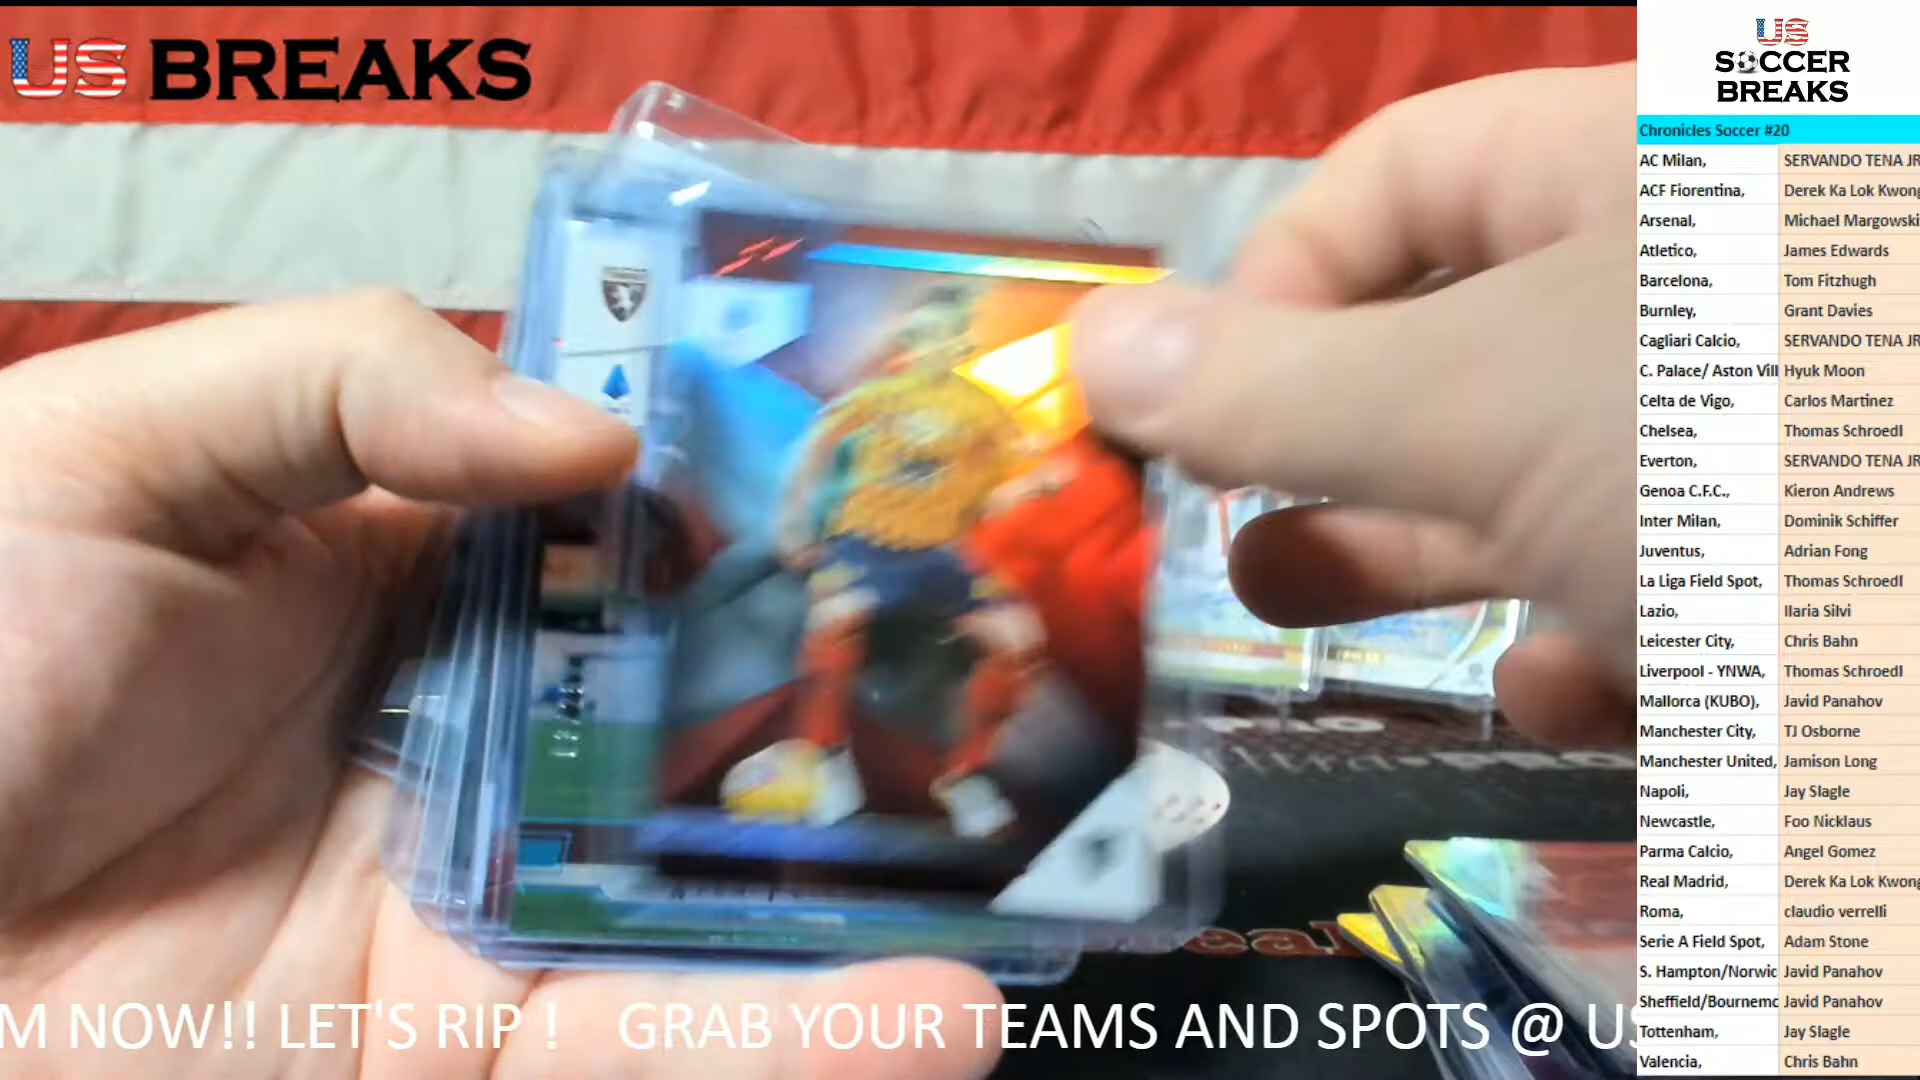 US BREAKS
US
SOCCER
BREAKS
Chronicles Soccer #20
AC Milan, SERVANDO TENA JR
ACF Fiorentina, Derek Ka Lok Kwong
Arsenal, Michael Margowski
Atletico, James Edwards
Barcelona, Tom Fitzhugh
Burnley, Grant Davies
Cagliari Calcio, SERVANDO TENA JR
C. Palace/ Aston Vill Hyuk Moon
Celta de Vigo, Carlos Martinez
Chelsea, Thomas Schroedl
Everton, SERVANDO TENA JR
Genoa C.F.C., Kieron Andrews
Inter Milan, Dominik Schiffer
Juventus, Adrian Fong
La Liga Field Spot, Thomas Schroedl
Lazio, Ilaria Silvi
Leicester City, Chris Bahn
Liverpool - YNWA, Thomas Schroedl
Mallorca (KUBO), Javid Panahov
Manchester City, TJ Osborne
Manchester United, Jamison Long
Napoli, Jay Slagle
Newcastle, Foo Nicklaus
Parma Calcio, Angel Gomez
Real Madrid, Derek Ka Lok Kwong
Roma, claudio verrelli
Serie A Field Spot, Adam Stone
S. Hampton/Norwic Javid Panahov
Sheffield/Bournemo Javid Panahov
Tottenham, Jay Slagle
Valencia, Chris Bahn
M NOW!! LET'S RIP ! GRAB YOUR TEAMS AND SPOTS @ US